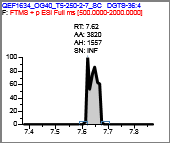 QEF1634_OG40_T5-250-2-7_SC DGTS-36:4
F: FTMS + p ESI Full ms [500.0000-2000.0000]
RT: 7.62
AA: 3820
AH: 1557
SN: INF
100
80
60
40
20
0
7.4 7.5 7.6 7.7 7.8